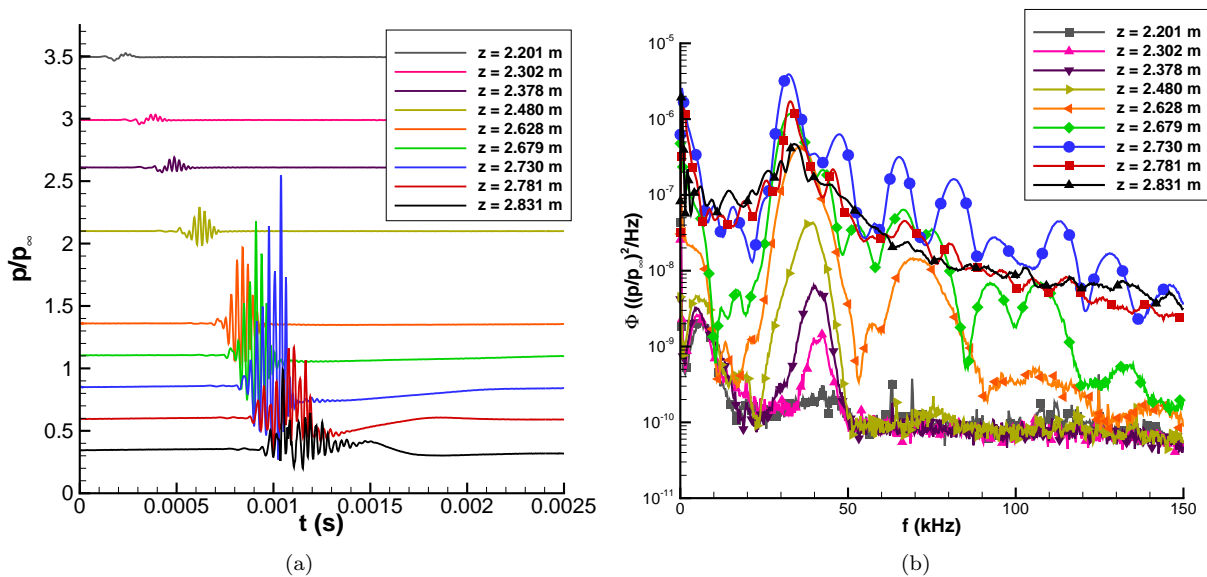 p/p∞
3.5
3
2.5
2
1.5
1
0.5
0
0
0.0005
0.001
0.0015
0.002
0.0025
t (s)
z = 2.201 m
z = 2.302 m
z = 2.378 m
z = 2.480 m
z = 2.628 m
z = 2.679 m
z = 2.730 m
z = 2.781 m
z = 2.831 m
(a)
Φ ((p/p∞)²/Hz)
10⁻⁵
10⁻⁶
10⁻⁷
10⁻⁸
10⁻⁹
10⁻¹⁰
10⁻¹¹
0
50
100
150
f (kHz)
z = 2.201 m
z = 2.302 m
z = 2.378 m
z = 2.480 m
z = 2.628 m
z = 2.679 m
z = 2.730 m
z = 2.781 m
z = 2.831 m
(b)